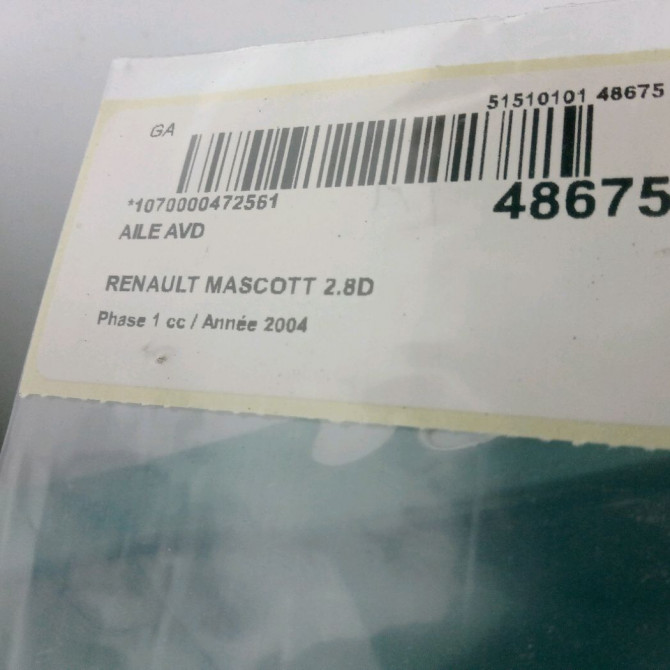 GA
51510101 48675
*1070000472561
48675
AILE AVD
RENAULT MASCOTT 2.8D
Phase 1 cc / Année 2004